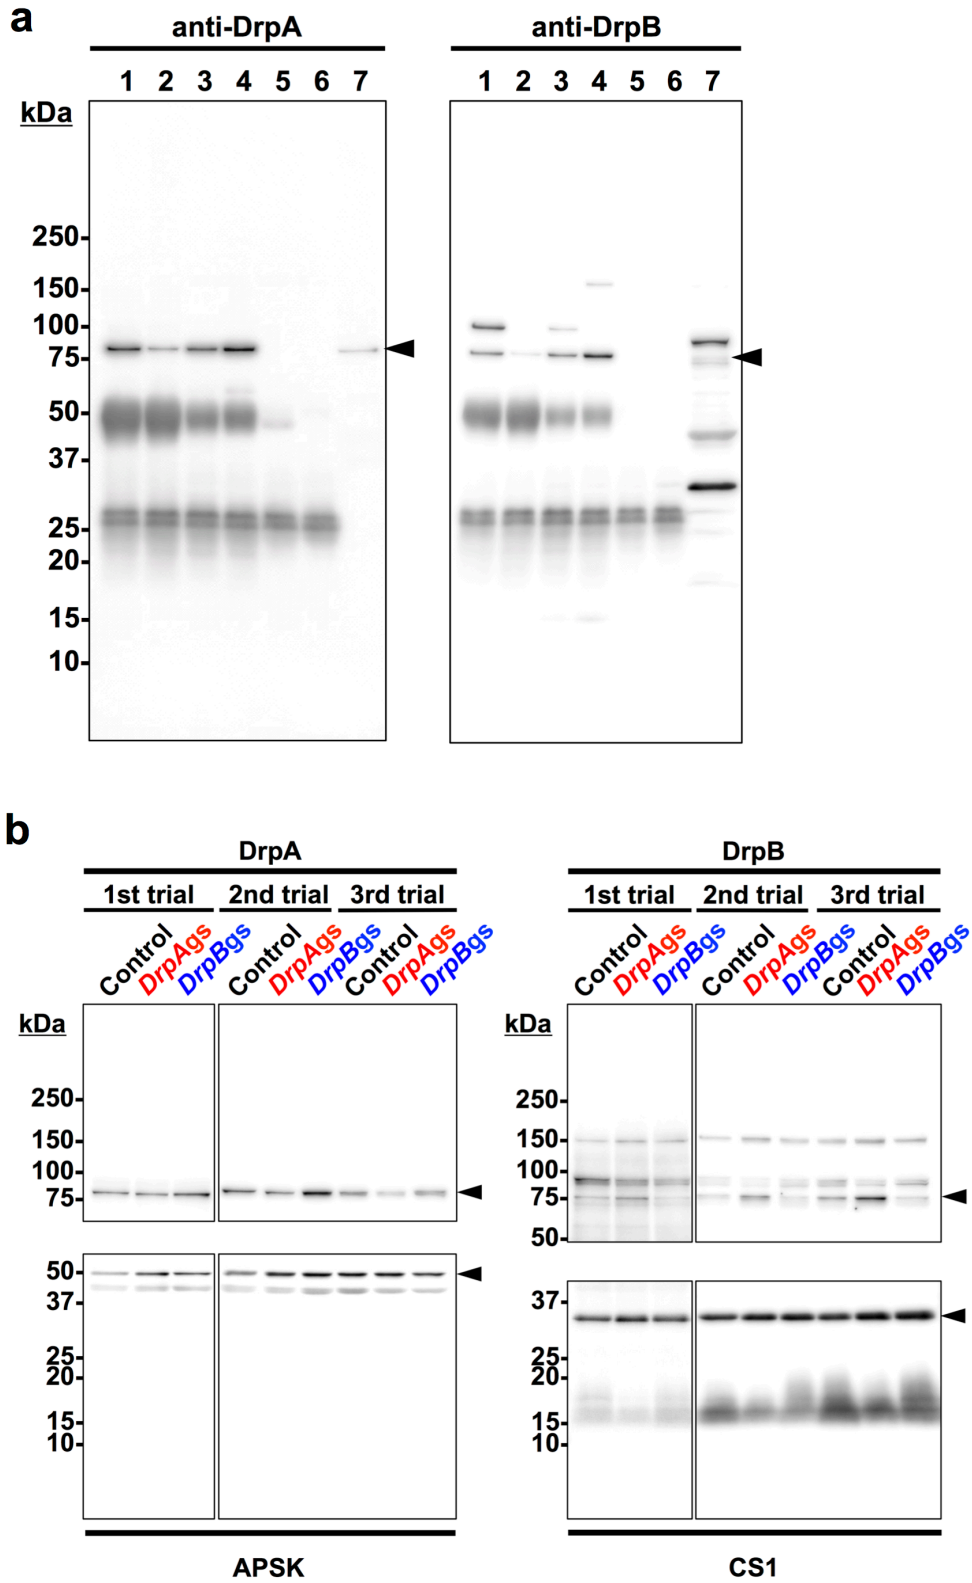 a
anti-DrpA
anti-DrpB
1 2 3 4 5 6 7
1 2 3 4 5 6 7
kDa
250
150
100
75
50
37
25
20
15
10
b
DrpA
DrpB
1st trial 2nd trial 3rd trial
1st trial 2nd trial 3rd trial
Control DrpAgs DrpBgs Control DrpAgs DrpBgs Control DrpAgs DrpBgs
Control DrpAgs DrpBgs Control DrpAgs DrpBgs Control DrpAgs DrpBgs
kDa
250
150
100
75
50
37
25
20
15
10
kDa
250
150
100
75
50
37
25
20
15
10
APSK
CS1